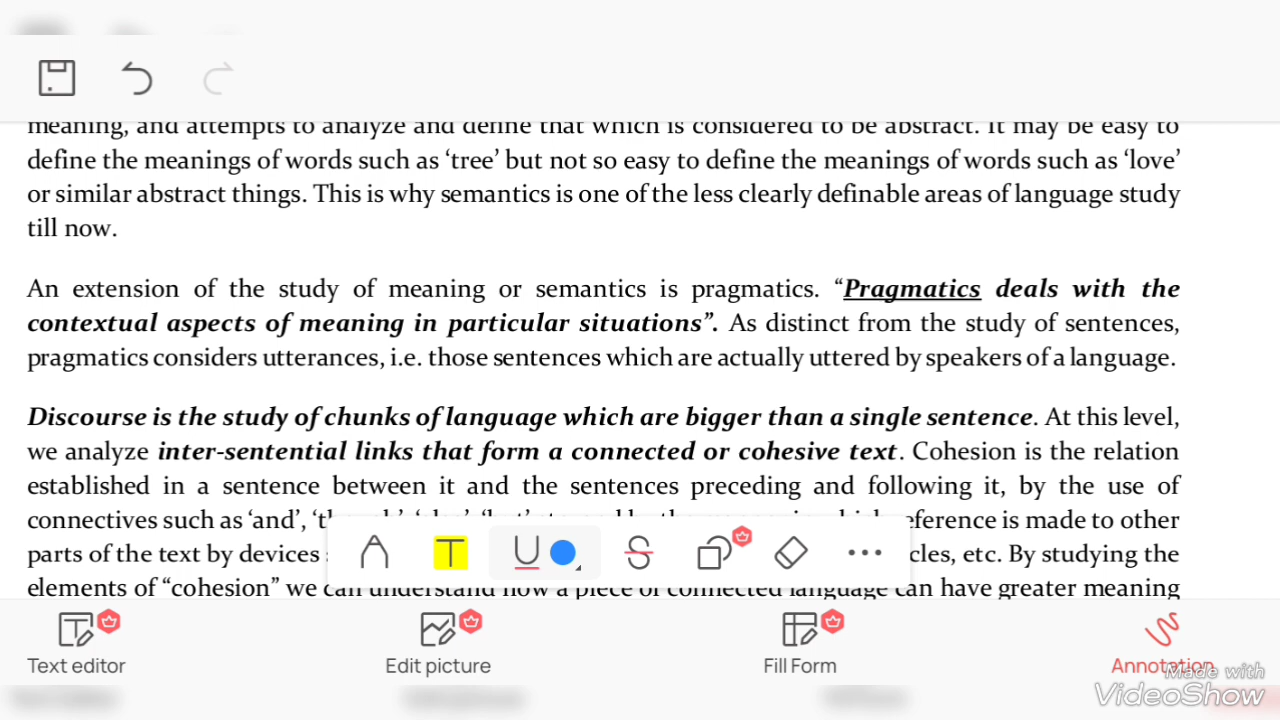 meaning, and attempts to analyze and define that which is considered to be abstract. It may be easy to
define the meanings of words such as ‘tree’ but not so easy to define the meanings of words such as ‘love’
or similar abstract things. This is why semantics is one of the less clearly definable areas of language study
till now.
An extension of the study of meaning or semantics is pragmatics. “Pragmatics deals with the
contextual aspects of meaning in particular situations”. As distinct from the study of sentences,
pragmatics considers utterances, i.e. those sentences which are actually uttered by speakers of a language.
Discourse is the study of chunks of language which are bigger than a single sentence. At this level,
we analyze inter-sentential links that form a connected or cohesive text. Cohesion is the relation
established in a sentence between it and the sentences preceding and following it, by the use of
connectives such as ‘and’, is made to other
parts of the text by devices etc. By studying the
elements of “cohesion” we can understand how a piece of connected language can have greater meaning
Text editor
Edit picture
Fill Form
Annotation
Made with
VideoShow